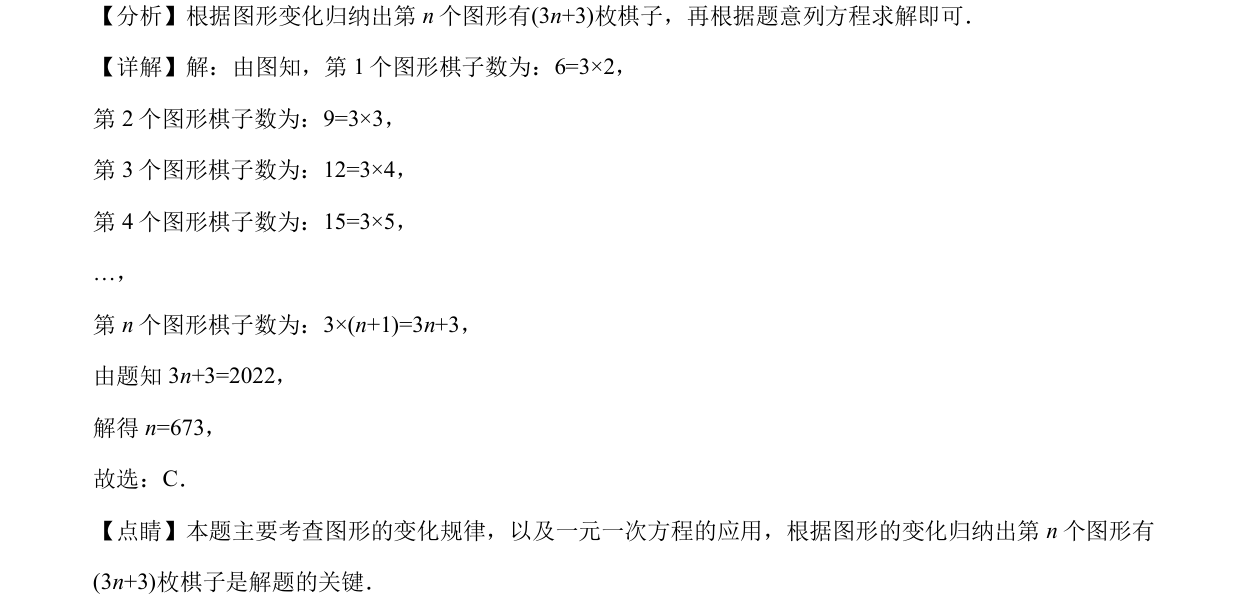 【分析】根据图形变化归纳出第 n 个图形有(3n+3)枚棋子，再根据题意列方程求解即可．
【详解】解：由图知，第 1 个图形棋子数为：6=3×2，
第 2 个图形棋子数为：9=3×3，
第 3 个图形棋子数为：12=3×4，
第 4 个图形棋子数为：15=3×5，
…，
第 n 个图形棋子数为：3×(n+1)=3n+3，
由题知 3n+3=2022，
解得 n=673，
故选：C．
【点睛】本题主要考查图形的变化规律，以及一元一次方程的应用，根据图形的变化归纳出第 n 个图形有
(3n+3)枚棋子是解题的关键．